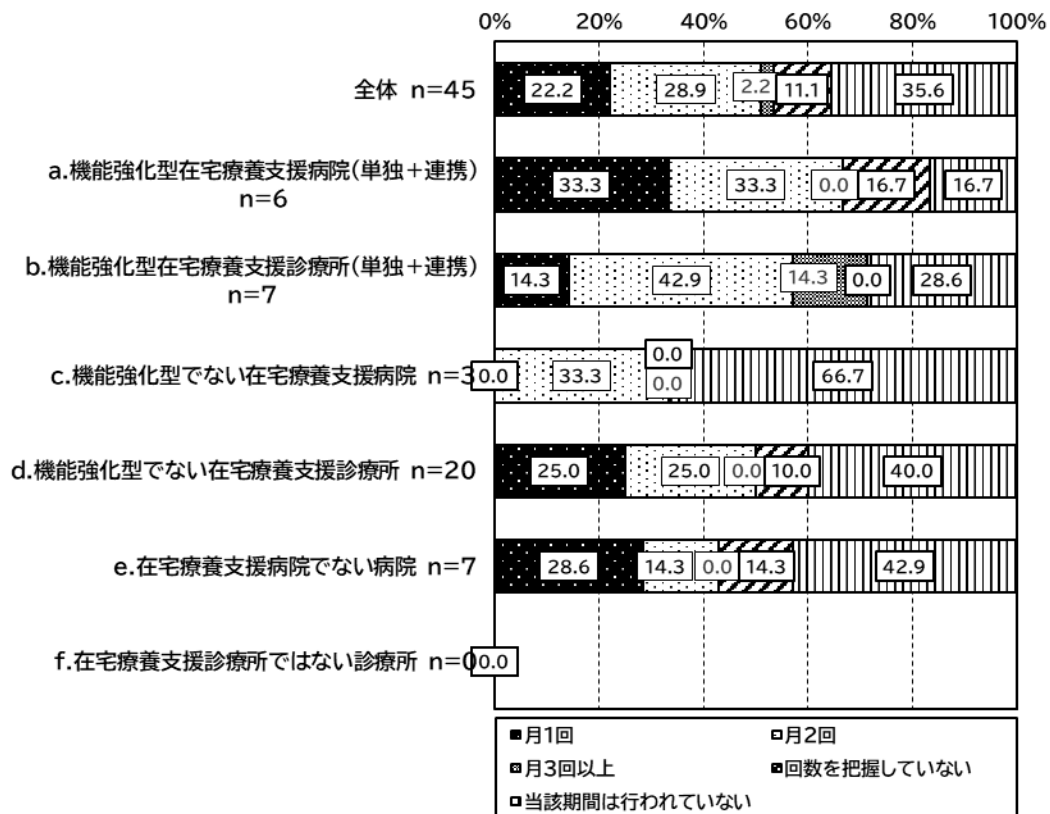 0% 20% 40% 60% 80% 100%
全体 n=45
22.2 28.9 2.2 11.1 35.6
a.機能強化型在宅療養支援病院(単独+連携)
n=6
33.3 33.3 0.0 16.7 16.7
b.機能強化型在宅療養支援診療所(単独+連携)
n=7
14.3 42.9 14.3 0.0 28.6
c.機能強化型でない在宅療養支援病院 n=3
0.0 33.3 0.0 0.0 66.7
d.機能強化型でない在宅療養支援診療所 n=20
25.0 25.0 0.0 10.0 40.0
e.在宅療養支援病院でない病院 n=7
28.6 14.3 0.0 14.3 42.9
f.在宅療養支援診療所ではない診療所 n=0
0.0
月1回 月2回
月3回以上 回数を把握していない
当該期間は行われていない